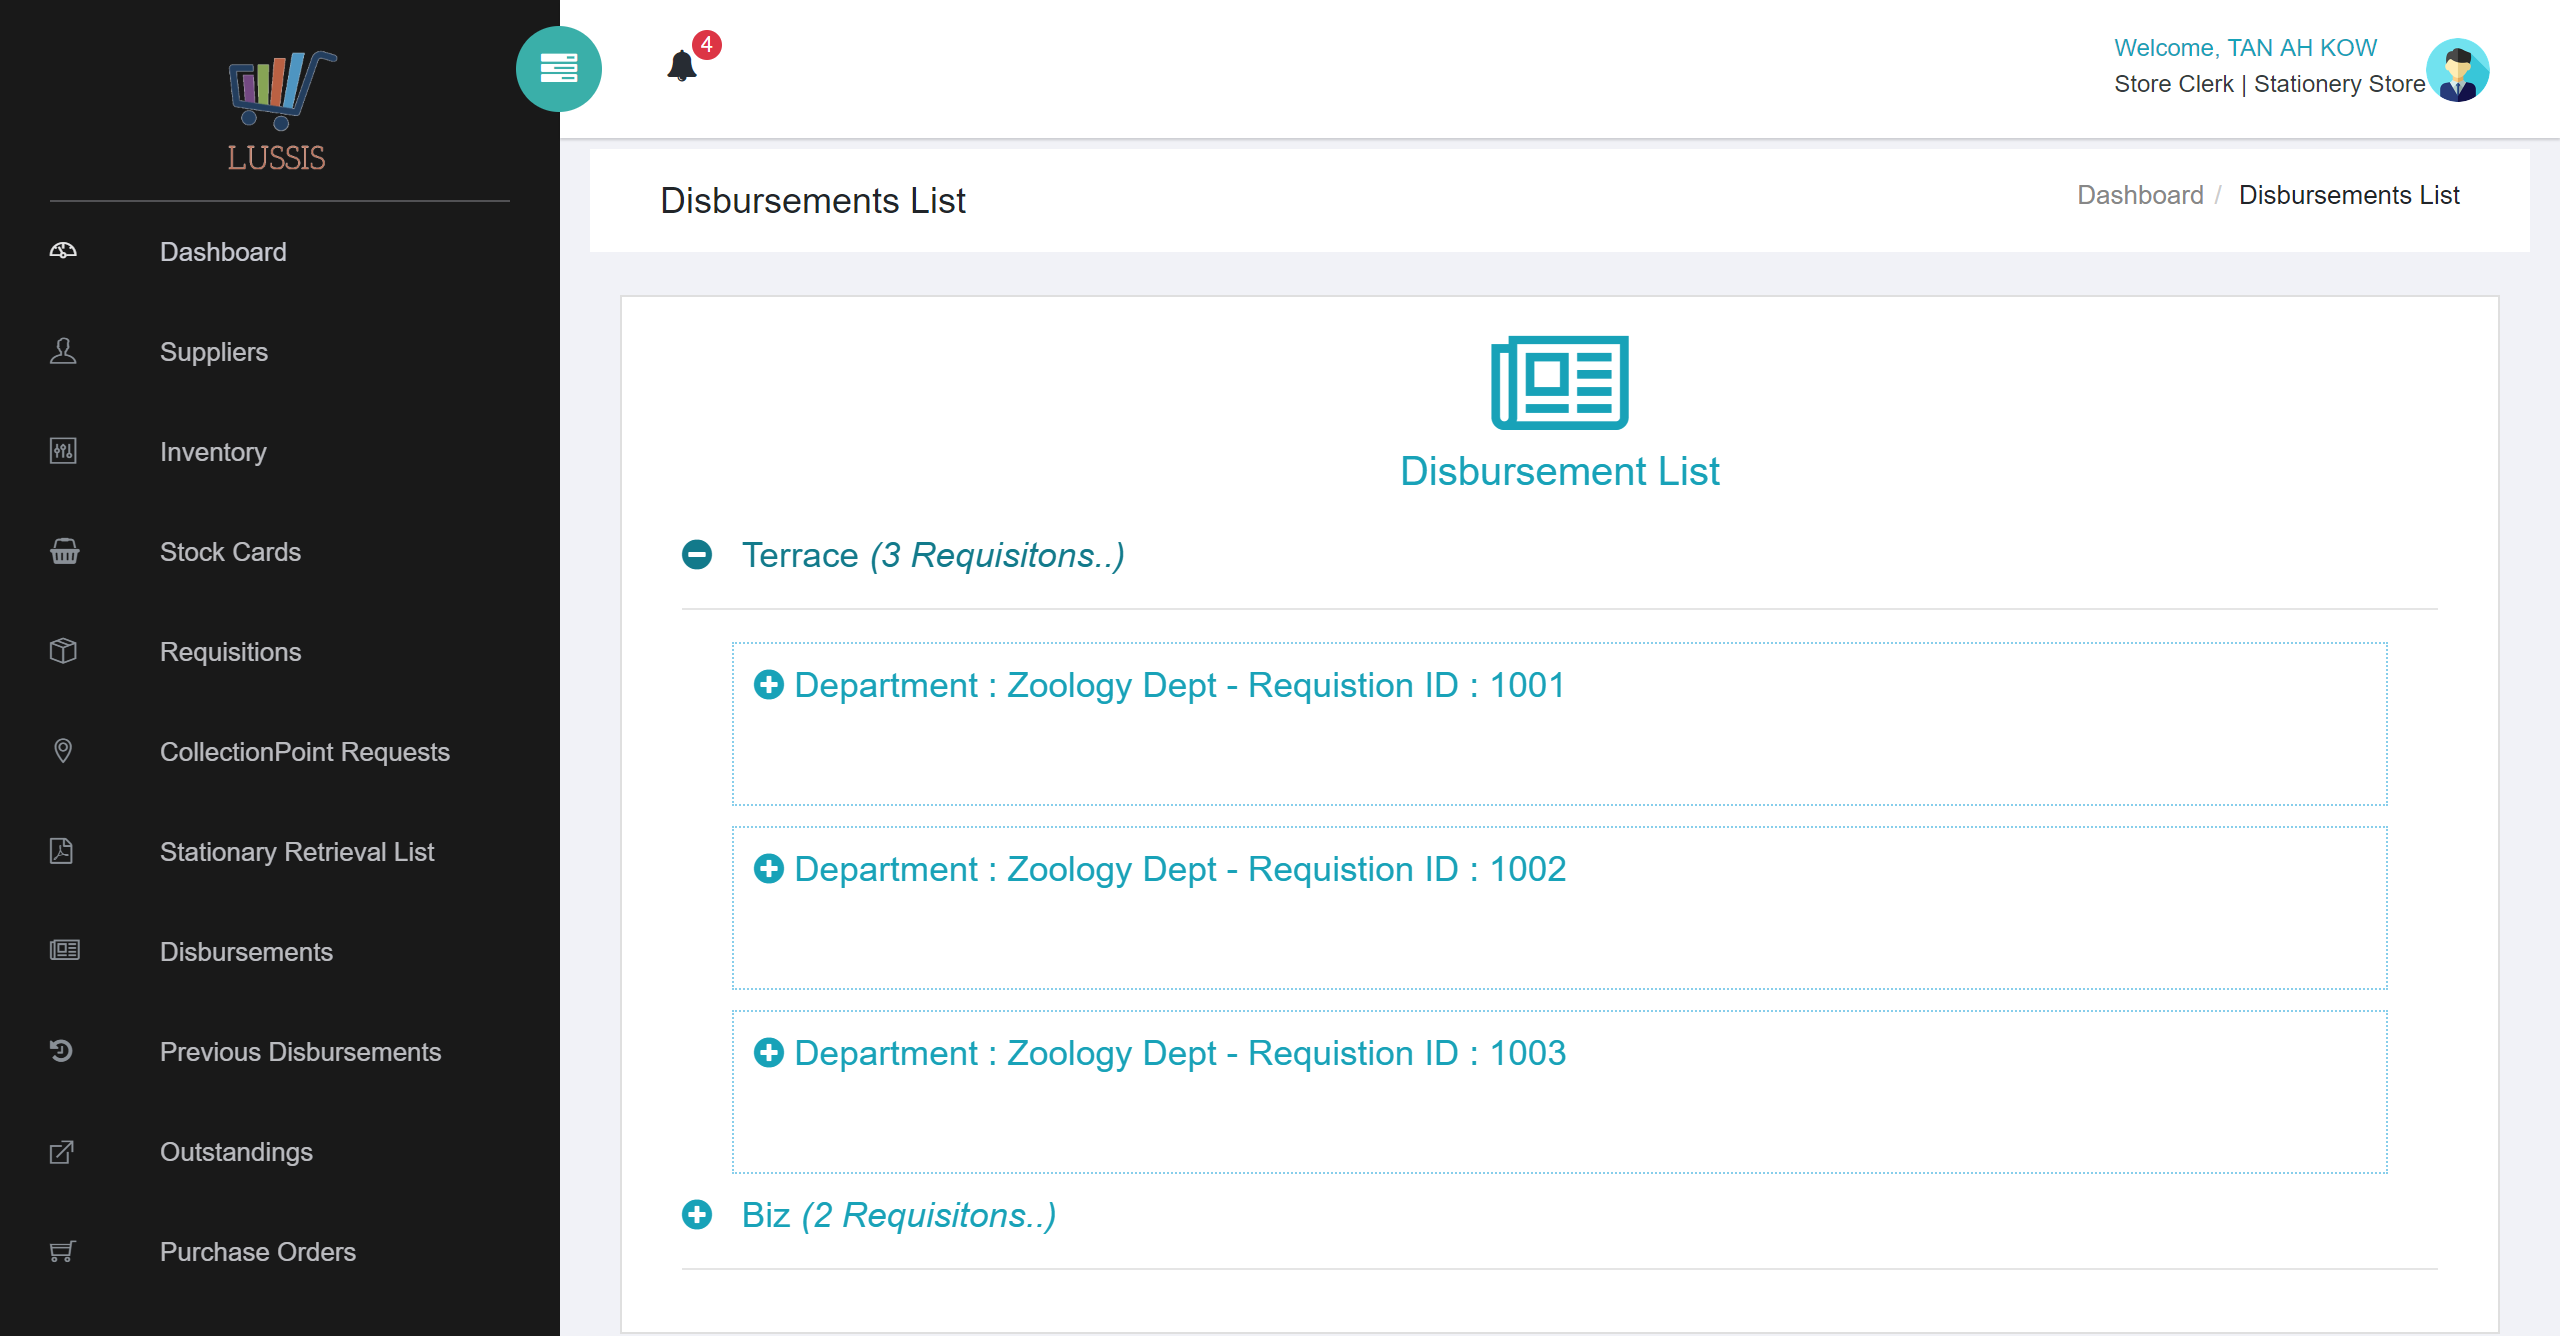 LUSSIS
Dashboard
Suppliers
Inventory
Stock Cards
Requisitions
CollectionPoint Requests
Stationary Retrieval List
Disbursements
Previous Disbursements
Outstandings
Purchase Orders
4
Welcome, TAN AH KOW
Store Clerk | Stationery Store
Disbursements List
Dashboard / Disbursements List
Disbursement List
Terrace (3 Requisitons..)
Department : Zoology Dept - Requistion ID : 1001
Department : Zoology Dept - Requistion ID : 1002
Department : Zoology Dept - Requistion ID : 1003
Biz (2 Requisitons..)